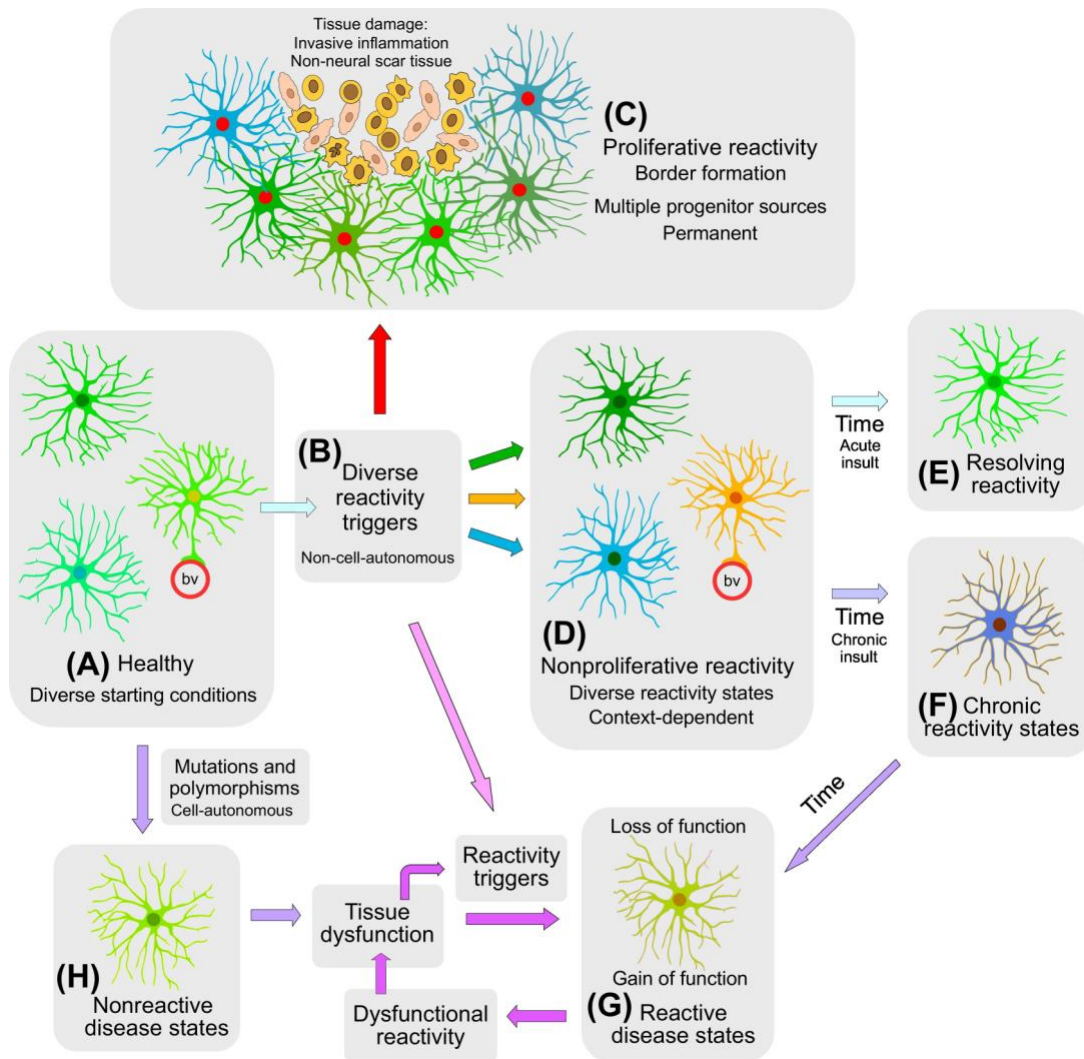 Tissue damage:
Invasive inflammation
Non-neural scar tissue
(C)
Proliferative reactivity
Border formation
Multiple progenitor sources
Permanent
bv
(A) Healthy
Diverse starting conditions
(B)
Diverse
reactivity
triggers
Non-cell-autonomous
bv
(D)
Nonproliferative reactivity
Diverse reactivity states
Context-dependent
Time
Acute
insult
(E) Resolving
reactivity
Time
Chronic
insult
(F) Chronic
reactivity states
Mutations and
polymorphisms
Cell-autonomous
Time
(H)
Nonreactive
disease states
Tissue
dysfunction
Reactivity
triggers
Dysfunctional
reactivity
Loss of function
Gain of function
(G) Reactive
disease states